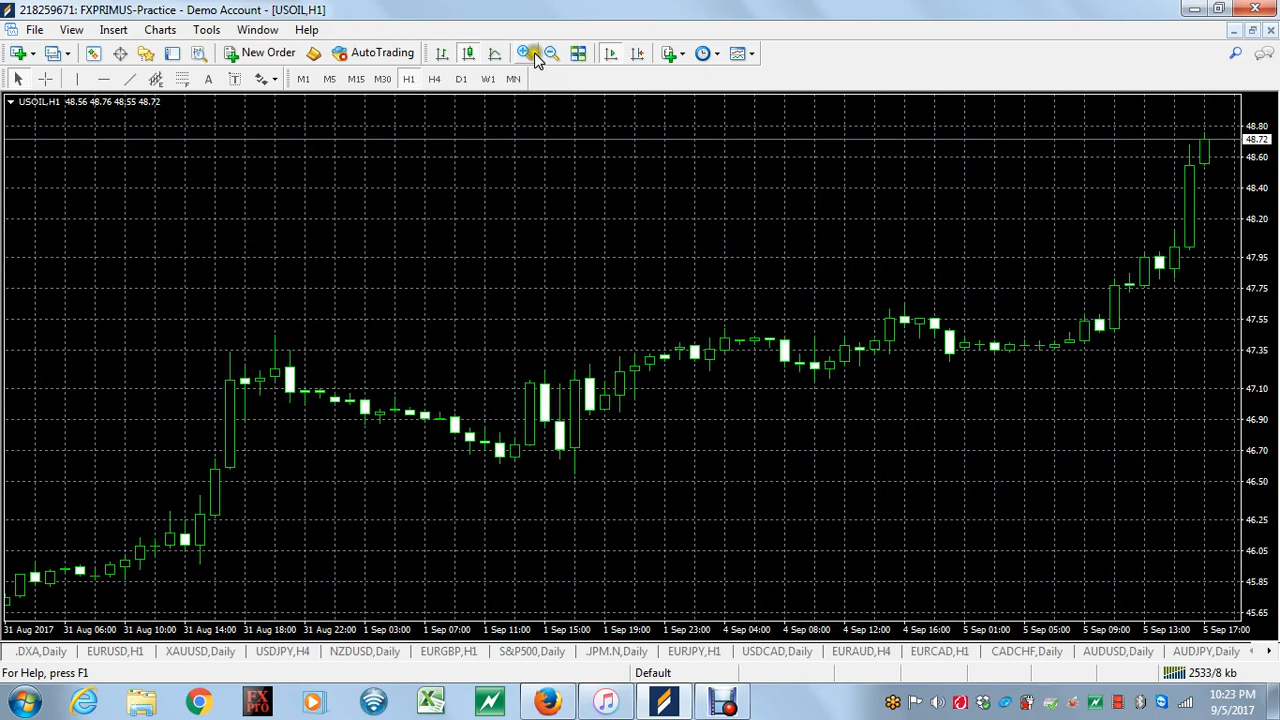 218259671: FXPRIMUS-Practice - Demo Account - [USOIL,H1]
File View Insert Charts Tools Window Help
New Order AutoTrading
A T M1 M5 M15 M30 H1 H4 D1 W1 MN
USOIL,H1 48.56 48.76 48.55 48.72
48.80
48.72
48.60
48.40
48.20
47.95
47.75
47.55
47.35
47.10
46.90
46.70
46.50
46.25
46.05
45.85
45.65
31 Aug 2017 31 Aug 06:00 31 Aug 10:00 31 Aug 14:00 31 Aug 18:00 31 Aug 22:00 1 Sep 03:00 1 Sep 07:00 1 Sep 11:00 1 Sep 15:00 1 Sep 19:00 1 Sep 23:00 4 Sep 04:00 4 Sep 08:00 4 Sep 12:00 4 Sep 16:00 5 Sep 01:00 5 Sep 05:00 5 Sep 09:00 5 Sep 13:00 5 Sep 17:00
.DXA,Daily EURUSD,H1 XAUUSD,Daily USDJPY,H4 NZDUSD,Daily EURGBP,H1 S&P500,Daily JPM.N,Daily EURJPY,H1 USDCAD,Daily EURAUD,H4 EURCAD,H1 CADCHF,Daily AUDUSD,Daily AUDJPY,Daily
For Help, press F1 Default 2533/8 kb
FX Pro
10:23 PM
9/5/2017